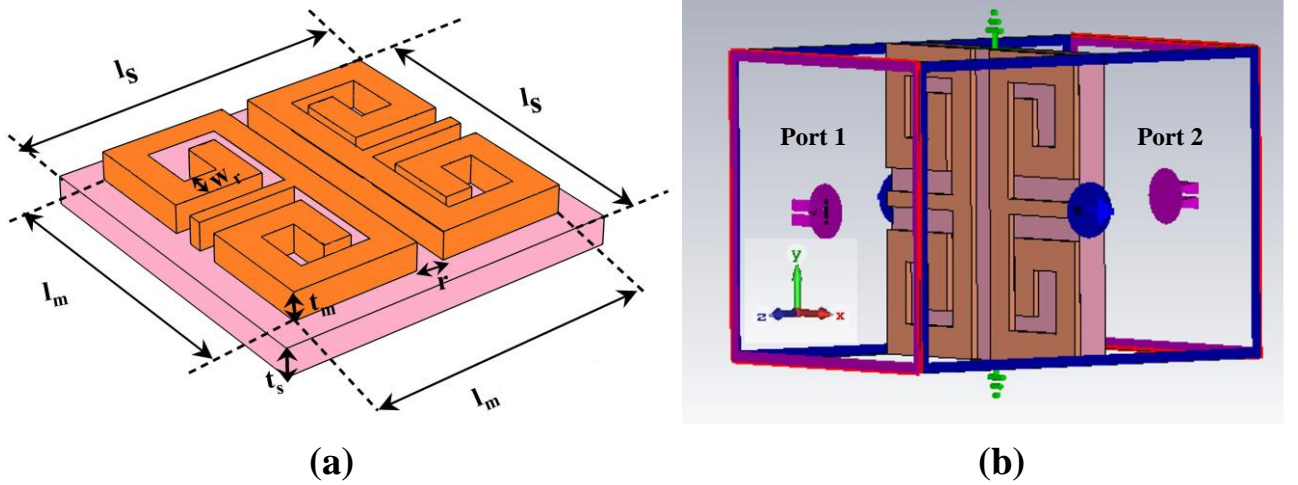 l_s
l_s
w_r
l_m
t_m
r
t_s
l_m
Port 1
Port 2
y
z
x
(a)
(b)